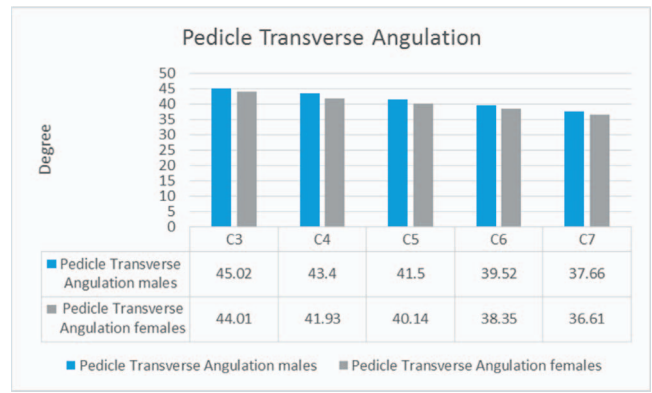 Pedicle Transverse Angulation
Degree
50
45
40
35
30
25
20
15
10
5
0
C3 C4 C5 C6 C7
Pedicle Transverse
Angulation males 45.02 43.4 41.5 39.52 37.66
Pedicle Transverse
Angulation females 44.01 41.93 40.14 38.35 36.61
Pedicle Transverse Angulation males Pedicle Transverse Angulation females